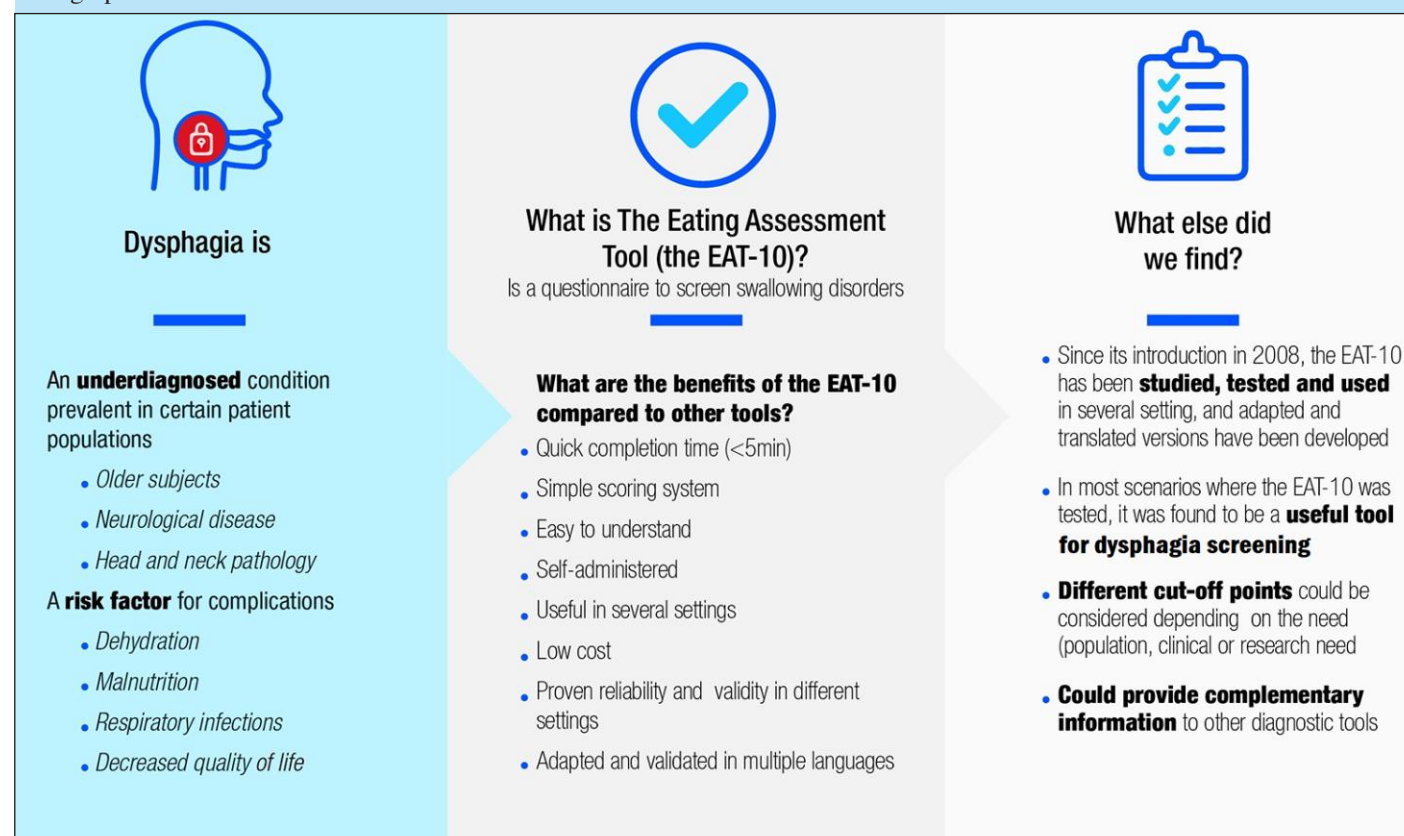 Dysphagia is
An underdiagnosed condition
prevalent in certain patient
populations
• Older subjects
• Neurological disease
• Head and neck pathology
A risk factor for complications
• Dehydration
• Malnutrition
• Respiratory infections
• Decreased quality of life
What is The Eating Assessment
Tool (the EAT-10)?
Is a questionnaire to screen swallowing disorders
What are the benefits of the EAT-10
compared to other tools?
• Quick completion time (<5min)
• Simple scoring system
• Easy to understand
• Self-administered
• Useful in several settings
• Low cost
• Proven reliability and validity in different
settings
• Adapted and validated in multiple languages
What else did
we find?
• Since its introduction in 2008, the EAT-10
has been studied, tested and used
in several setting, and adapted and
translated versions have been developed
• In most scenarios where the EAT-10 was
tested, it was found to be a useful tool
for dysphagia screening
• Different cut-off points could be
considered depending on the need
(population, clinical or research need
• Could provide complementary
information to other diagnostic tools